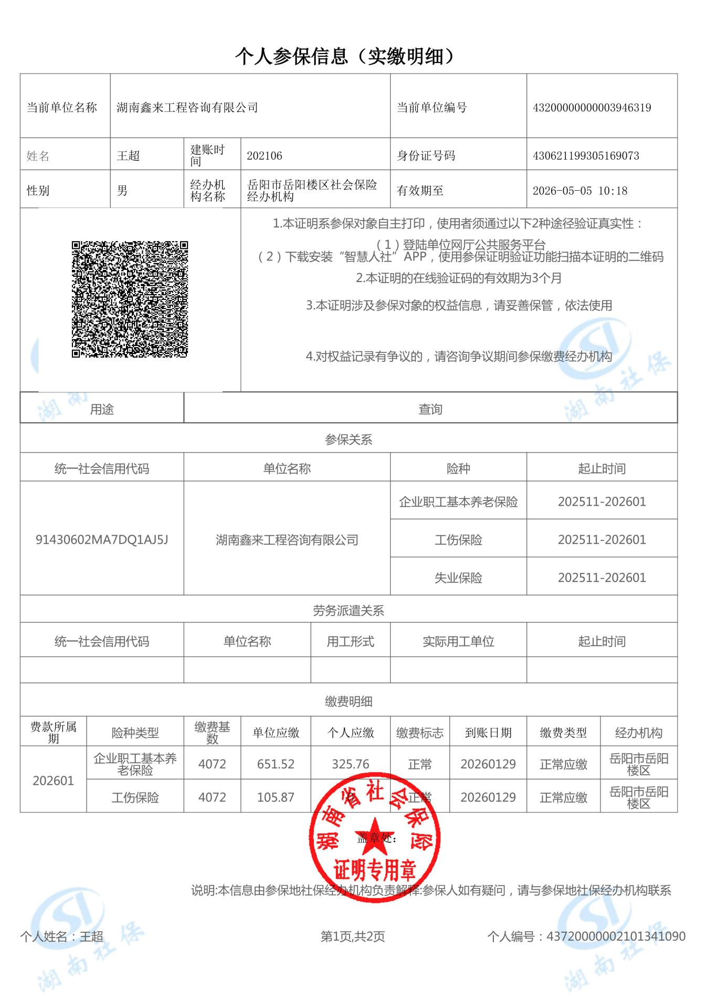 个人参保信息（实缴明细）
当前单位名称 湖南鑫来工程咨询有限公司 当前单位编号 43200000000003946319
姓名 王超 建账时间 202106 身份证号码 430621199305169073
性别 男 经办机构名称 岳阳市岳阳楼区社会保险经办机构 有效期至 2026-05-05 10:18
1.本证明系参保对象自主打印，使用者须通过以下2种途径验证真实性：
（1）登陆单位网厅公共服务平台
（2）下载安装“智慧人社”APP，使用参保证明验证功能扫描本证明的二维码
2.本证明的在线验证码的有效期为3个月
3.本证明涉及参保对象的权益信息，请妥善保管，依法使用
4.对权益记录有争议的，请咨询争议期间参保缴费经办机构
湖南社保
湖南
用途 查询
参保关系
统一社会信用代码 单位名称 险种 起止时间
91430602MA7DQ1AJ5J 湖南鑫来工程咨询有限公司 企业职工基本养老保险 202511-202601
工伤保险 202511-202601
失业保险 202511-202601
劳务派遣关系
统一社会信用代码 单位名称 用工形式 实际用工单位 起止时间
缴费明细
费款所属期 险种类型 缴费基数 单位应缴 个人应缴 缴费标志 到账日期 缴费类型 经办机构
202601 企业职工基本养老保险 4072 651.52 325.76 正常 20260129 正常应缴 岳阳市岳阳楼区
工伤保险 4072 105.87 0 正常 20260129 正常应缴 岳阳市岳阳楼区
湖南省社会保险
盖章处：
证明专用章
说明:本信息由参保地社保经办机构负责解释:参保人如有疑问，请与参保地社保经办机构联系
个人姓名：王超 第1页,共2页 个人编号：43720000002101341090
湖南社保
湖南社保